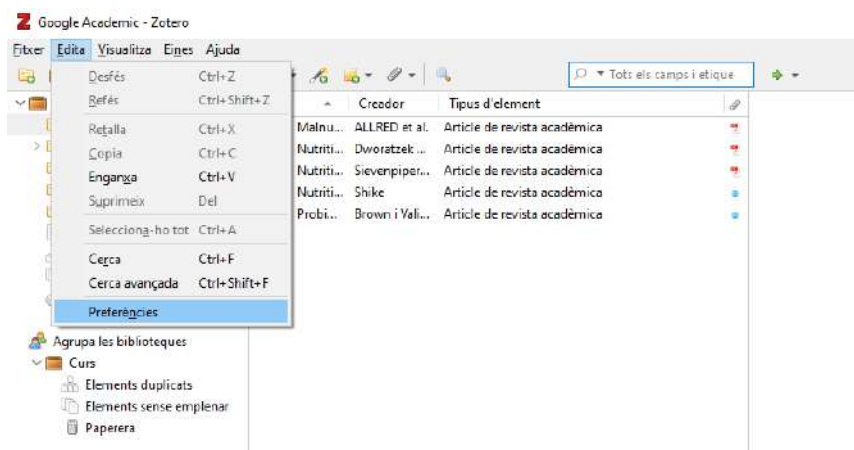 Google Academic - Zotero
Fitxer Edita Visualitza Eines Ajuda
Tots els camps i etique
Desfés Ctrl+Z
Refés Ctrl+Shift+Z
Retalla Ctrl+X
Copia Ctrl+C
Enganxa Ctrl+V
Suprimeix Del
Selecciona-ho tot Ctrl+A
Cerca Ctrl+F
Cerca avançada Ctrl+Shift+F
Preferències
Creador Tipus d'element
Malnu... ALLRED et al. Article de revista acadèmica
Nutriti... Dworatzek ... Article de revista acadèmica
Nutriti... Sievenpiper... Article de revista acadèmica
Nutriti... Shike Article de revista acadèmica
Probi... Brown i Vali... Article de revista acadèmica
Agrupa les biblioteques
Curs
Elements duplicats
Elements sense emplenar
Paperera